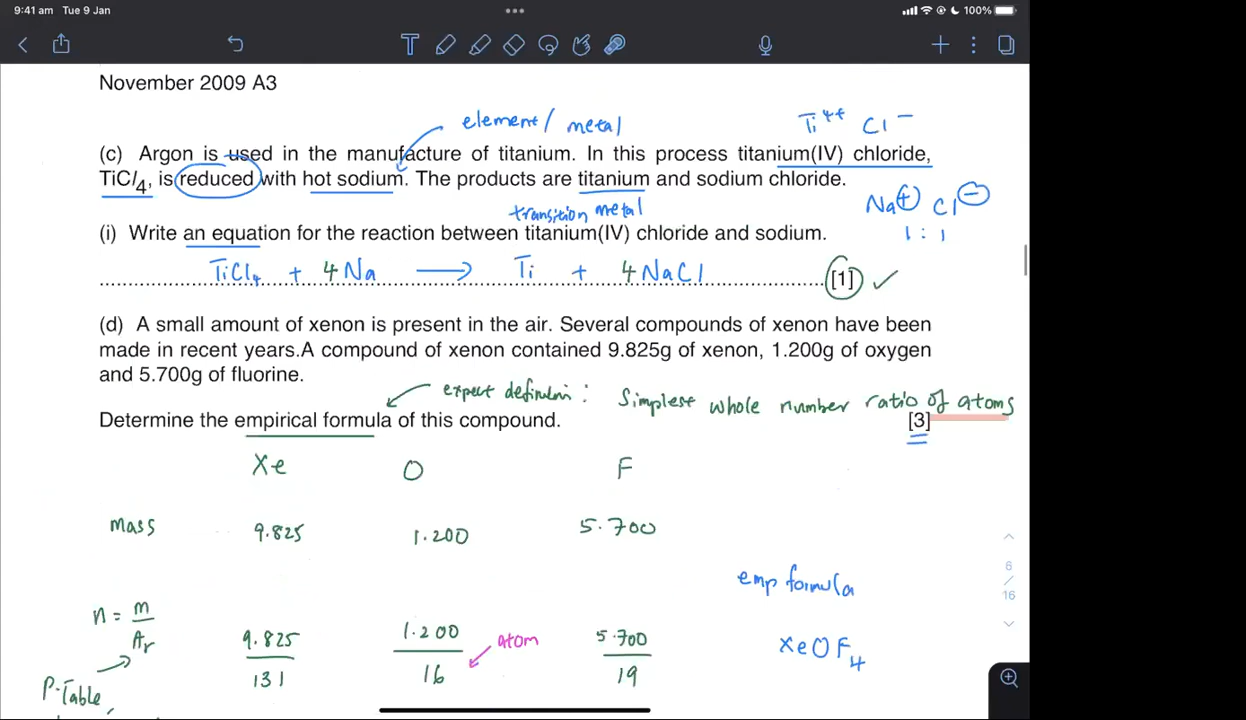 9:41 am Tue 9 Jan
100%
November 2009 A3
element / metal
Ti⁴⁺ Cl⁻
(c) Argon is used in the manufacture of titanium. In this process titanium(IV) chloride,
TiCl₄, is reduced with hot sodium. The products are titanium and sodium chloride.
transition metal
Na⁺ Cl⁻
1 : 1
(i) Write an equation for the reaction between titanium(IV) chloride and sodium.
TiCl₄ + 4 Na → Ti + 4 NaCl [1] ✓
(d) A small amount of xenon is present in the air. Several compounds of xenon have been
made in recent years.A compound of xenon contained 9.825g of xenon, 1.200g of oxygen
and 5.700g of fluorine.
expect definition : Simplest whole number ratio of atoms
Determine the empirical formula of this compound. [3]
Xe O F
mass 9.825 1.200 5.700
emp formula
6
/
16
n = m/Ar 9.825/131 1.200/16 5.700/19
atom
XeOF₄
P.Table,